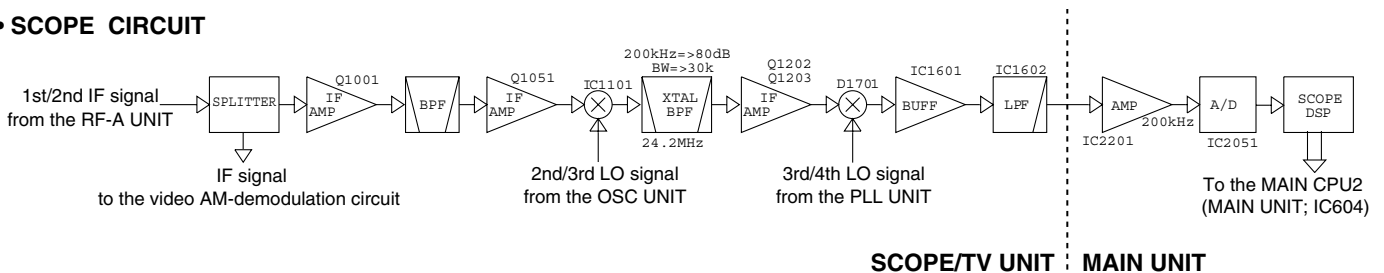 • SCOPE CIRCUIT
1st/2nd IF signal
from the RF-A UNIT
SPLITTER
IF signal
to the video AM-demodulation circuit
Q1001
IF
AMP
BPF
Q1051
IF
AMP
IC1101
2nd/3rd LO signal
from the OSC UNIT
200kHz=>80dB
BW=>30k
XTAL
BPF
24.2MHz
Q1202
Q1203
IF
AMP
D1701
3rd/4th LO signal
from the PLL UNIT
IC1601
BUFF
IC1602
LPF
AMP
IC2201
200kHz
A/D
IC2051
SCOPE
DSP
To the MAIN CPU2
(MAIN UNIT; IC604)
SCOPE/TV UNIT
MAIN UNIT